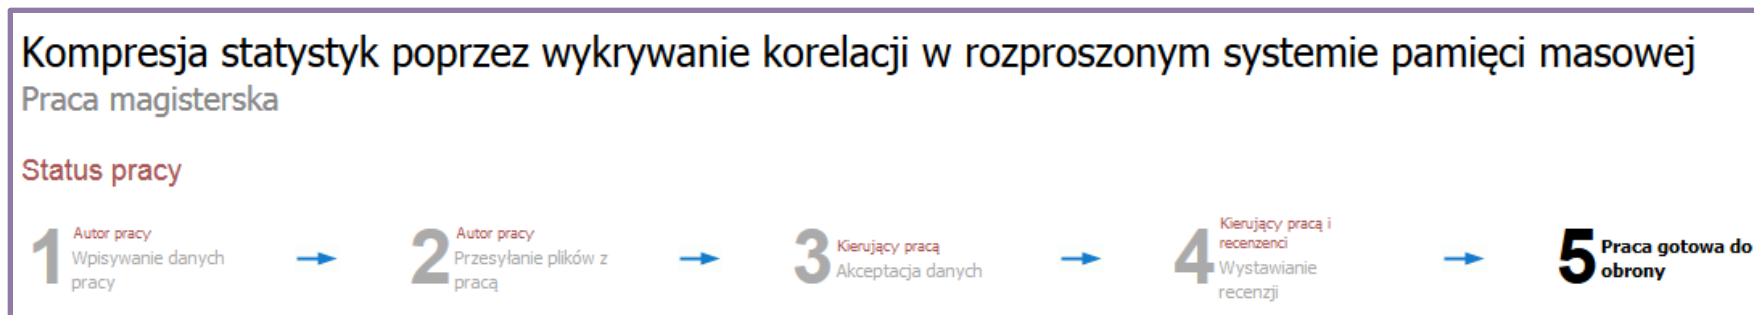 Kompresja statystyk poprzez wykrywanie korelacji w rozproszonym systemie pamięci masowej
Praca magisterska
Status pracy
1
Autor pracy
Wpisywanie danych
pracy
2
Autor pracy
Przesyłanie plików z
pracą
3
Kierujący pracą
Akceptacja danych
4
Kierujący pracą i
recenzenci
Wystawianie
recenzji
5
Praca gotowa do
obrony